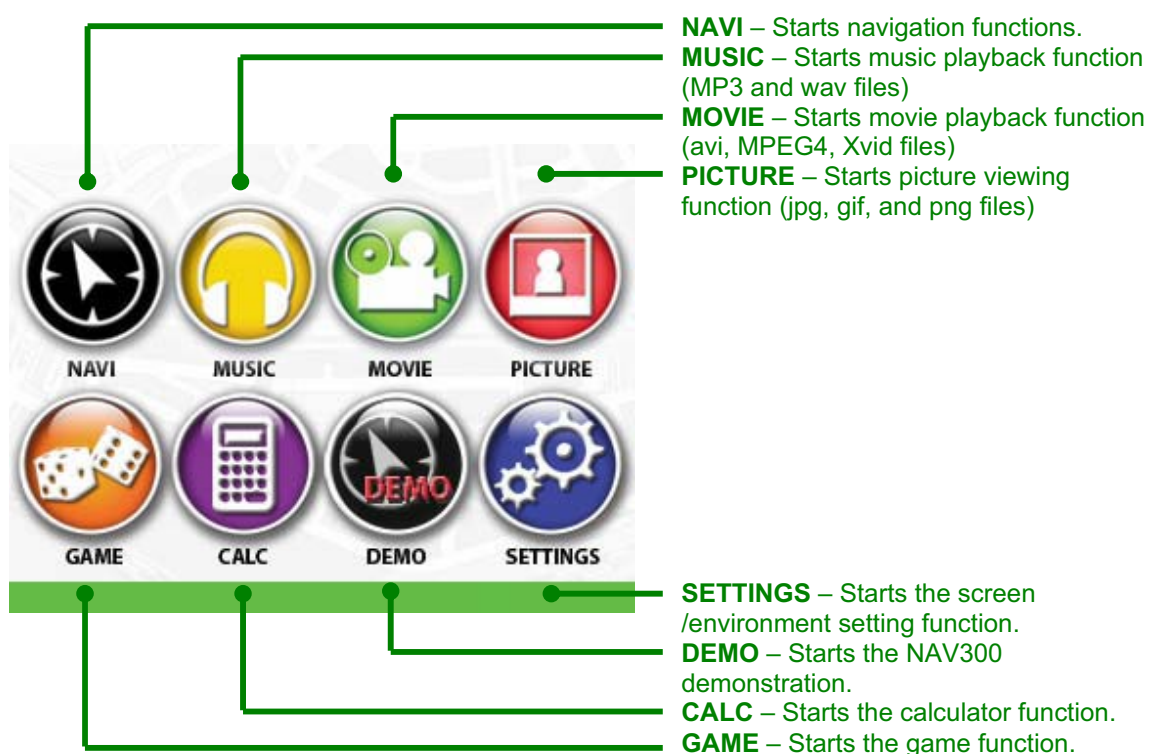 NAVI – Starts navigation functions.
MUSIC – Starts music playback function
(MP3 and wav files)
MOVIE – Starts movie playback function
(avi, MPEG4, Xvid files)
PICTURE – Starts picture viewing
function (jpg, gif, and png files)
NAVI MUSIC MOVIE PICTURE
DEMO
GAME CALC DEMO SETTINGS
SETTINGS – Starts the screen
/environment setting function.
DEMO – Starts the NAV300
demonstration.
CALC – Starts the calculator function.
GAME – Starts the game function.